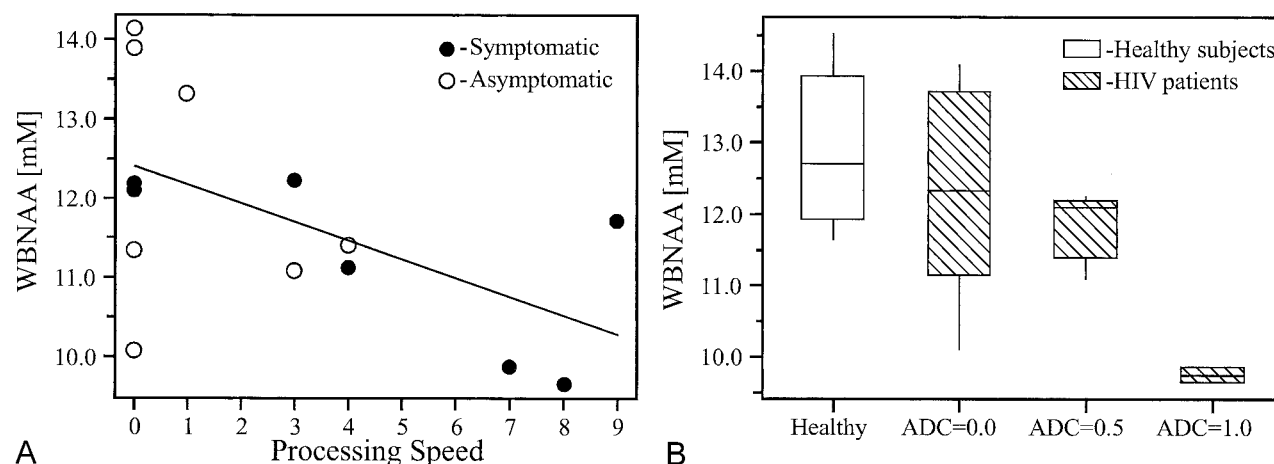 14.0
13.0
12.0
11.0
10.0
WBNAA [mM]
-Symptomatic
-Asymptomatic
0 1 2 3 4 5 6 7 8 9
Processing Speed
A
14.0
13.0
12.0
11.0
10.0
WBNAA [mM]
-Healthy subjects
-HIV patients
Healthy ADC=0.0 ADC=0.5 ADC=1.0
B